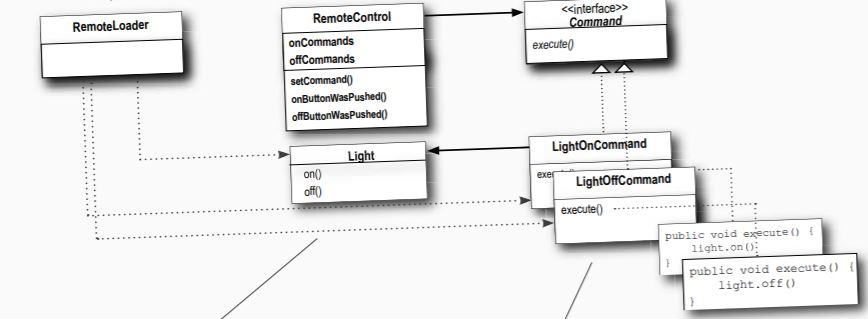 RemoteLoader
RemoteControl
onCommands
offCommands
setCommand()
onButtonWasPushed()
offButtonWasPushed()
<<interface>>
Command
execute()
Light
on()
off()
LightOnCommand
exe
LightOffCommand
execute()
public void execute() {
light.on()
}
public void execute() {
light.off()
}